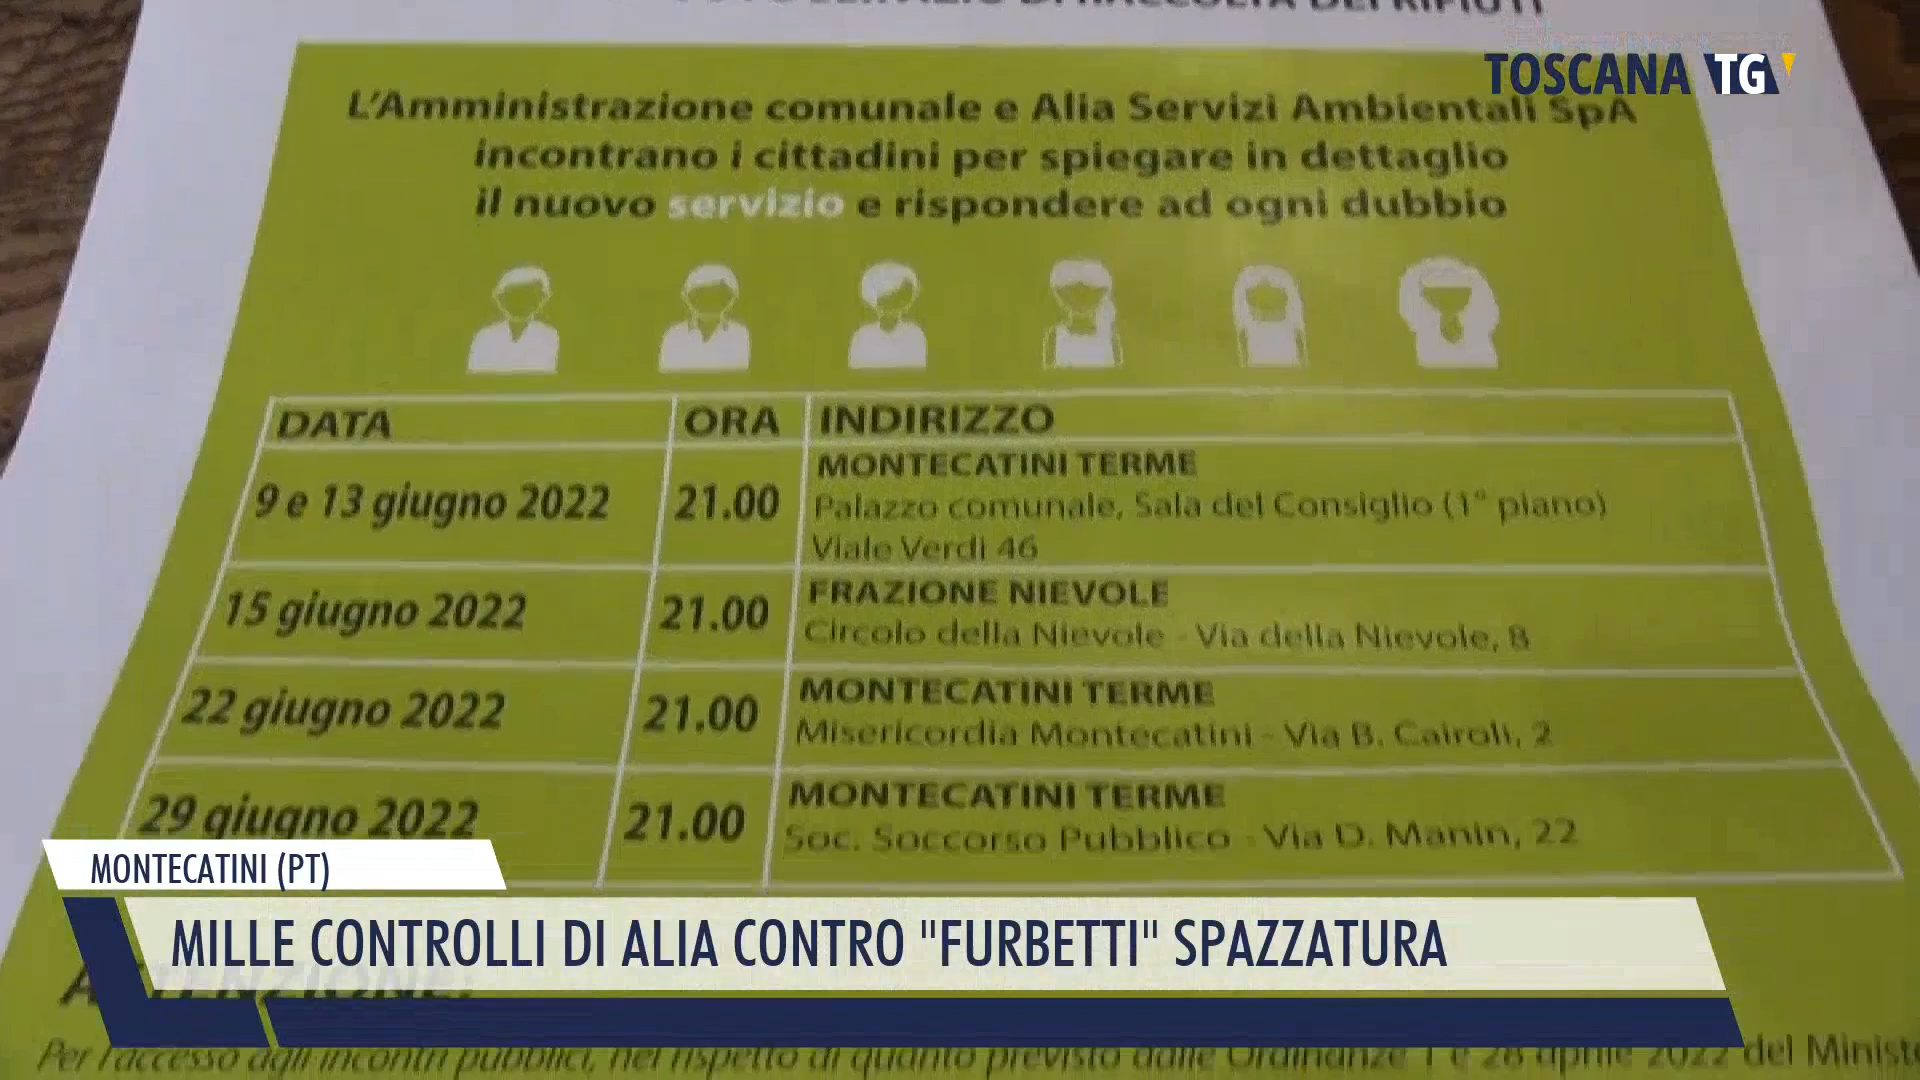 DEI RIFIUTI
TOSCANA TG
L'Amministrazione comunale e Alia Servizi Ambientali SpA
incontrano i cittadini per spiegare in dettaglio
il nuovo servizio e rispondere ad ogni dubbio
DATA ORA INDIRIZZO
9 e 13 giugno 2022 21.00 MONTECATINI TERME
Palazzo comunale, Sala del Consiglio (1° piano)
Viale Verdi 46
15 giugno 2022 21.00 FRAZIONE NIEVOLE
Circolo della Nievole - Via della Nievole, 8
22 giugno 2022 21.00 MONTECATINI TERME
Misericordia Montecatini - Via B. Cairoli, 2
29 giugno 2022 21.00 MONTECATINI TERME
Soc. Soccorso Pubblico - Via D. Manin, 22
MONTECATINI (PT)
MILLE CONTROLLI DI ALIA CONTRO "FURBETTI" SPAZZATURA
ATTENZIONE:
Per l'accesso agli incontri pubblici, nel rispetto di quanto previsto dalle Ordinanze 1 e 28 aprile 2022 del